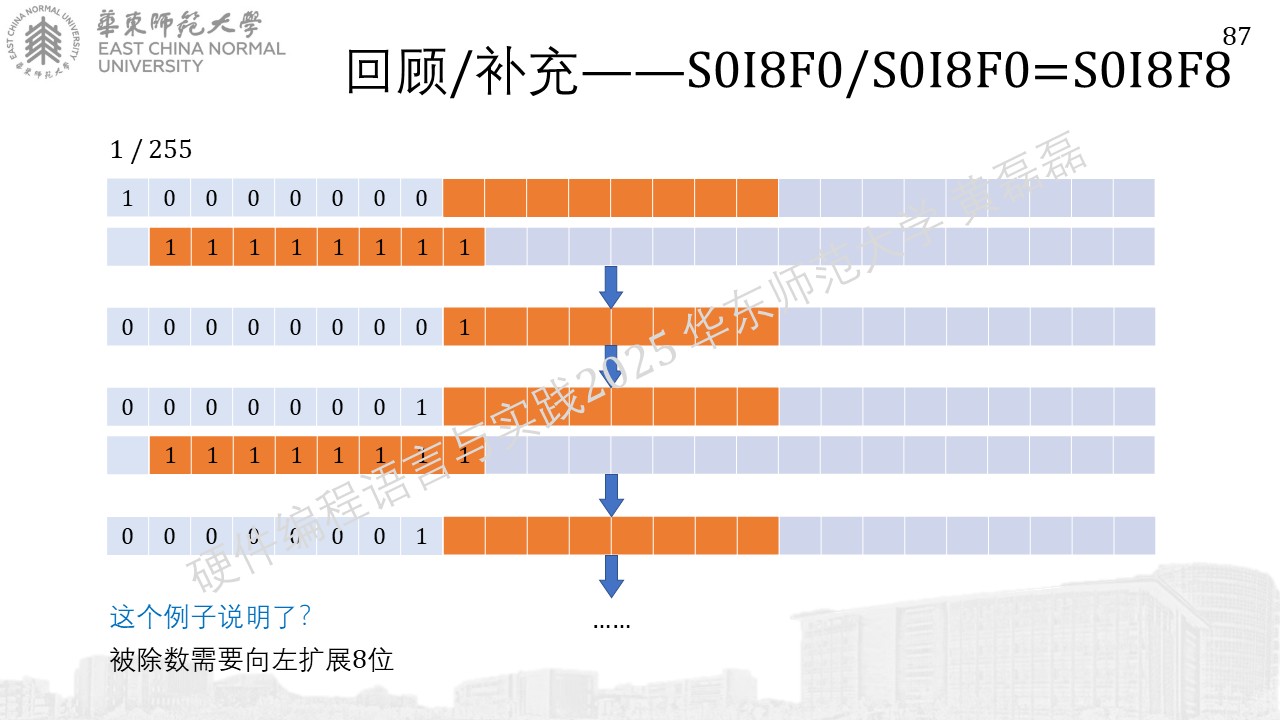 華東師范大學
EAST CHINA NORMAL
UNIVERSITY
87
回顾/补充——S0I8F0/S0I8F0=S0I8F8
1 / 255
1 0 0 0 0 0 0 0
1 1 1 1 1 1 1 1
0 0 0 0 0 0 0 0 1
0 0 0 0 0 0 0 1
1 1 1 1 1 1 1 1
0 0 0 0 0 0 0 1
……
这个例子说明了?
被除数需要向左扩展8位
硬件编程语言与实践2025 华东师范大学 黄磊磊